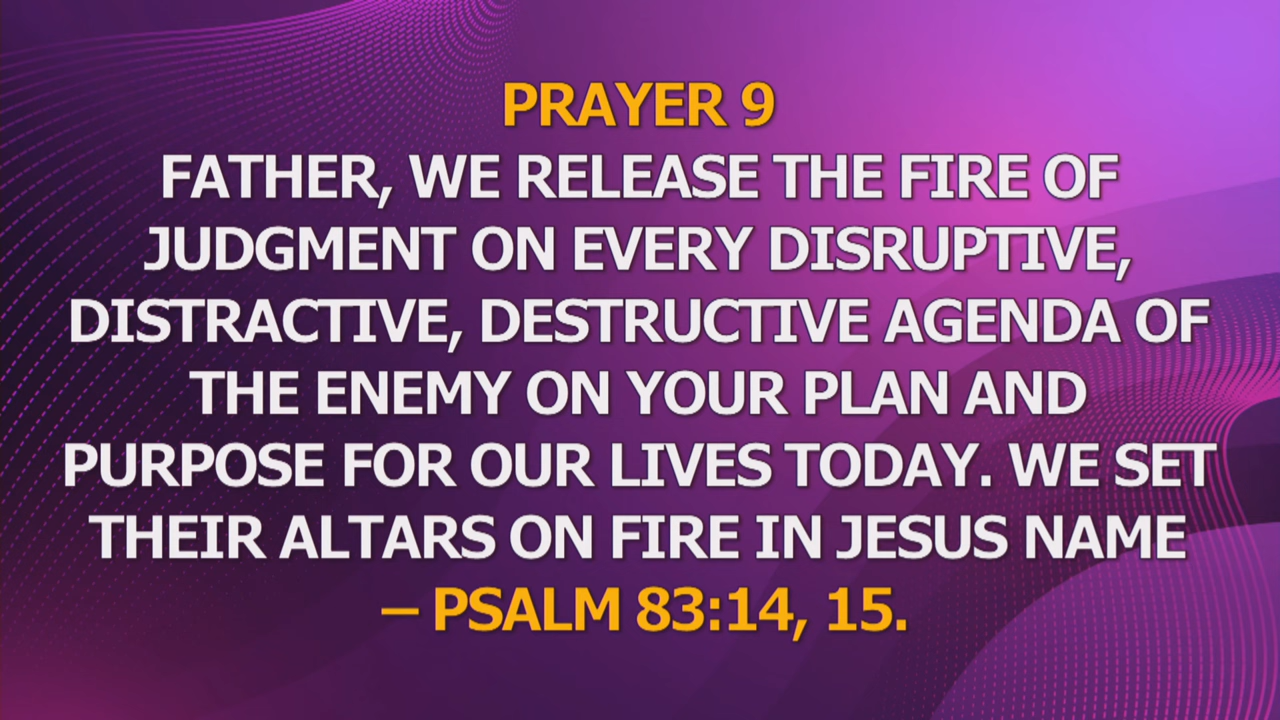 PRAYER 9
FATHER, WE RELEASE THE FIRE OF
JUDGMENT ON EVERY DISRUPTIVE,
DISTRACTIVE, DESTRUCTIVE AGENDA OF
THE ENEMY ON YOUR PLAN AND
PURPOSE FOR OUR LIVES TODAY. WE SET
THEIR ALTARS ON FIRE IN JESUS NAME
– PSALM 83:14, 15.